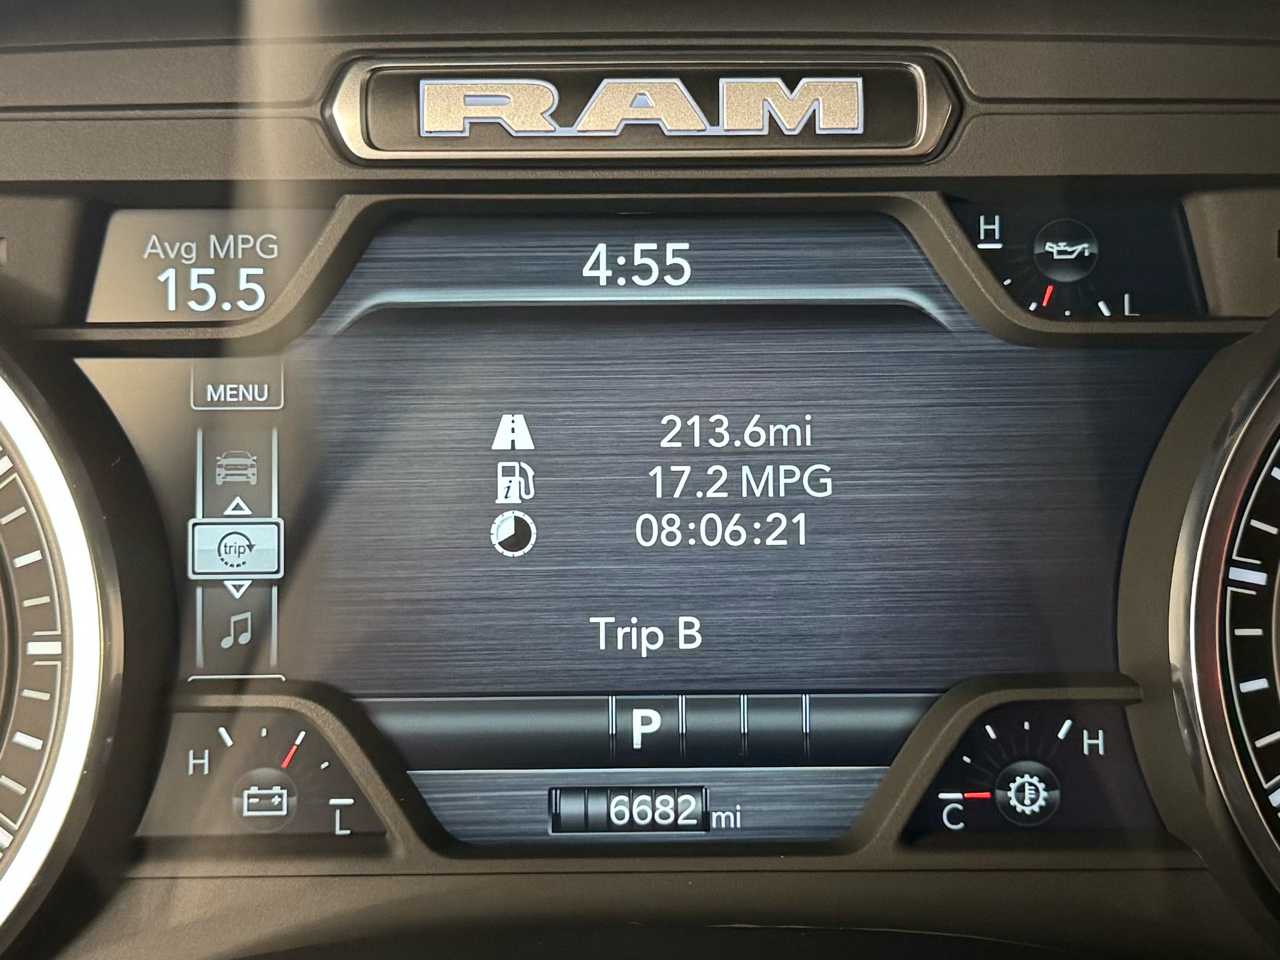 RAM
Avg MPG
15.5
4:55
H
L
MENU
213.6mi
17.2 MPG
trip
08:06:21
Trip B
P
H
L
H
C
6682 mi